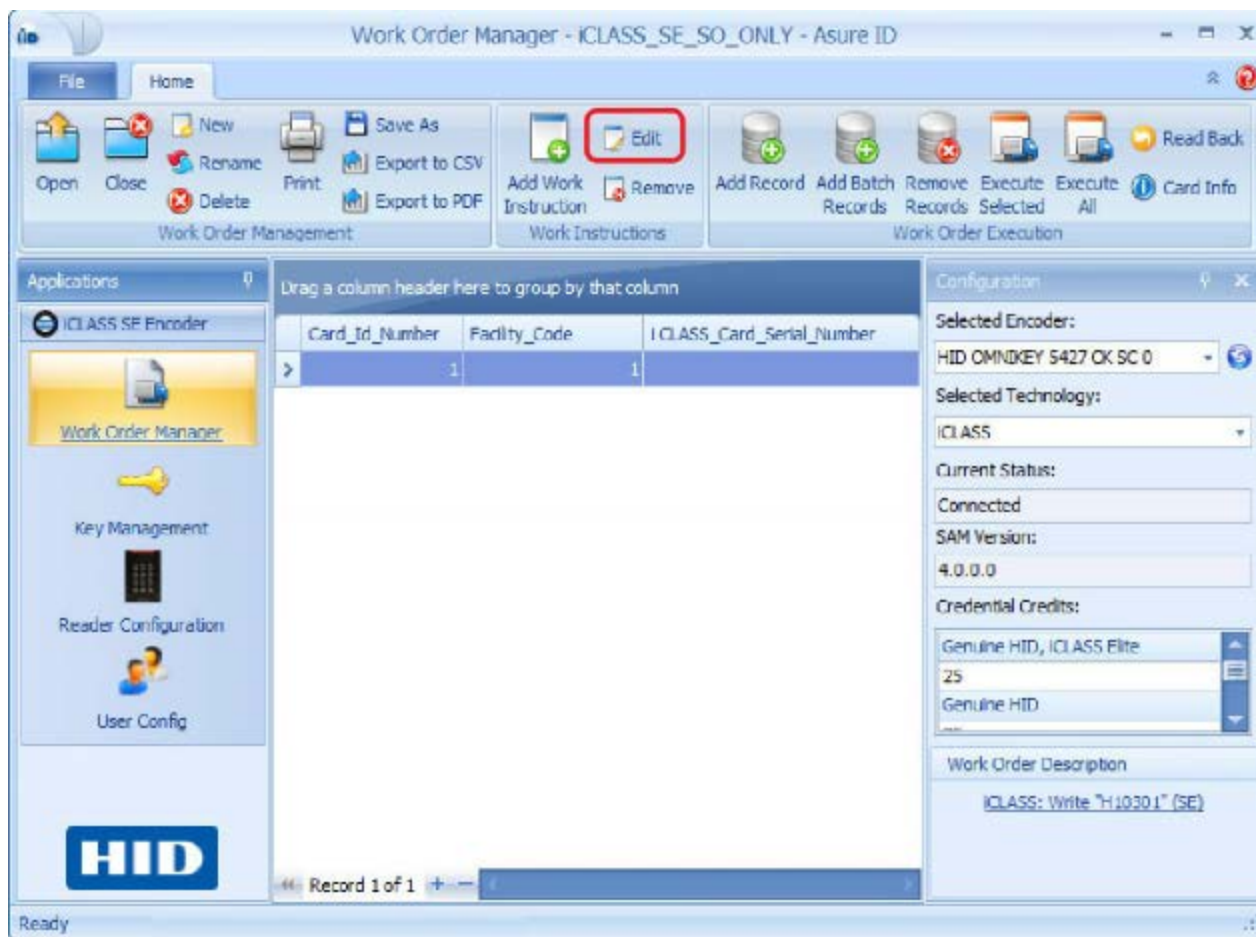 Work Order Manager - iCLASS_SE_SO_ONLY - Asure ID
File Home
Open
Close
New
Rename
Delete
Print
Save As
Export to CSV
Export to PDF
Work Order Management
Add Work
Instruction
Edit
Remove
Work Instructions
Add Record
Add Batch
Records
Remove
Records
Execute
Selected
Execute
All
Read Back
Card Info
Work Order Execution
Applications
iCLASS SE Encoder
Work Order Manager
Key Management
Reader Configuration
User Config
HID
Drag a column header here to group by that column
Card_Id_Number Facility_Code iCLASS_Card_Serial_Number
1 1
Record 1 of 1
Configuration
Selected Encoder:
HID OMNIKEY 5427 CK SC 0
Selected Technology:
iCLASS
Current Status:
Connected
SAM Version:
4.0.0.0
Credential Credits:
Genuine HID, iCLASS Elite
25
Genuine HID
Work Order Description
iCLASS: Write "H10301" (SE)
Ready